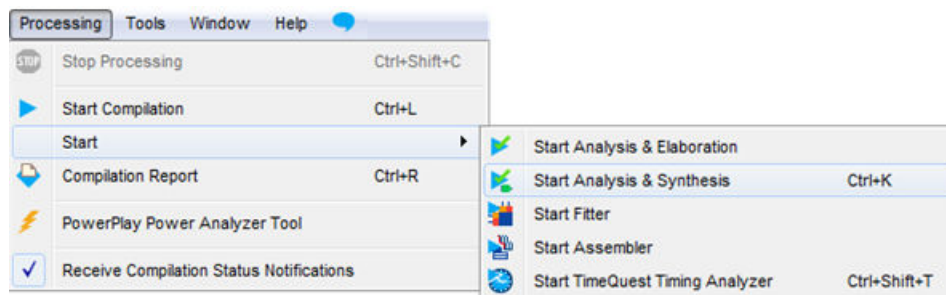 Processing Tools Window Help
STOP Stop Processing Ctrl+Shift+C
Start Compilation Ctrl+L
Start
Compilation Report Ctrl+R
PowerPlay Power Analyzer Tool
Receive Compilation Status Notifications
Start Analysis & Elaboration
Start Analysis & Synthesis Ctrl+K
Start Fitter
Start Assembler
Start TimeQuest Timing Analyzer Ctrl+Shift+T